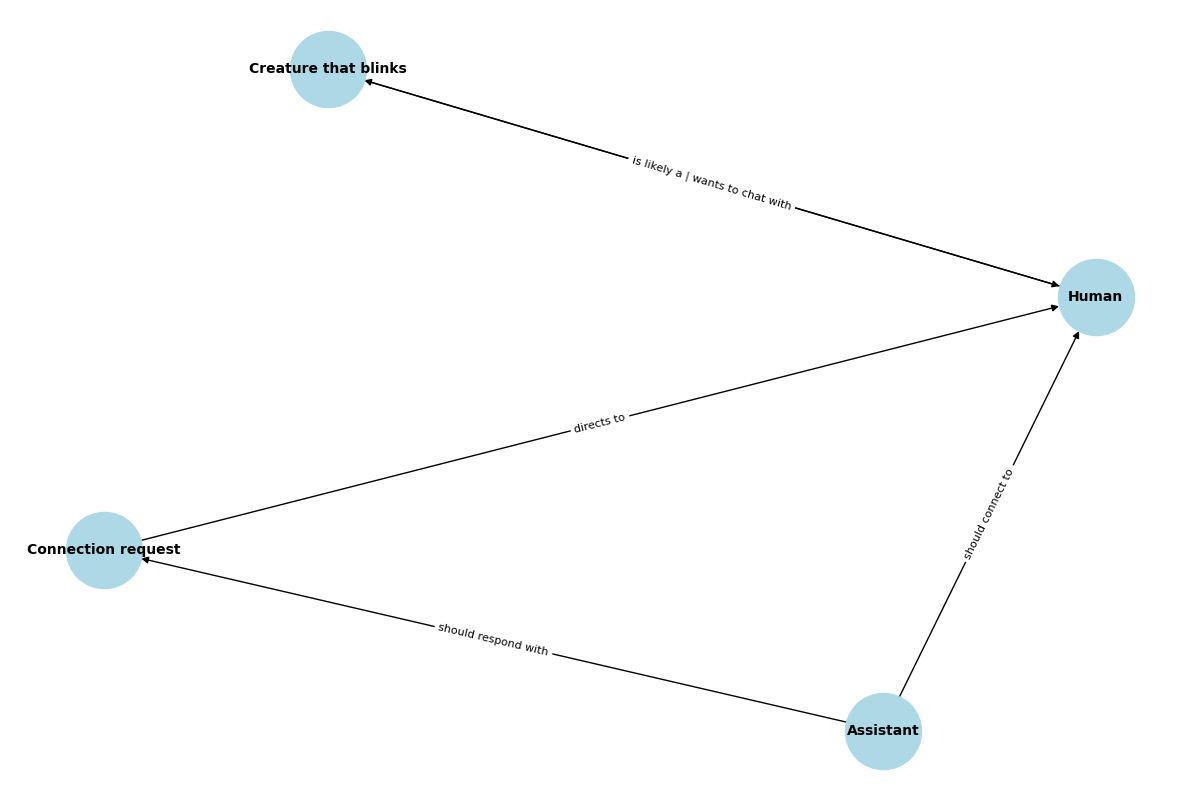 Creature that blinks
is likely a | wants to chat with
Human
directs to
should connect to
Connection request
should respond with
Assistant